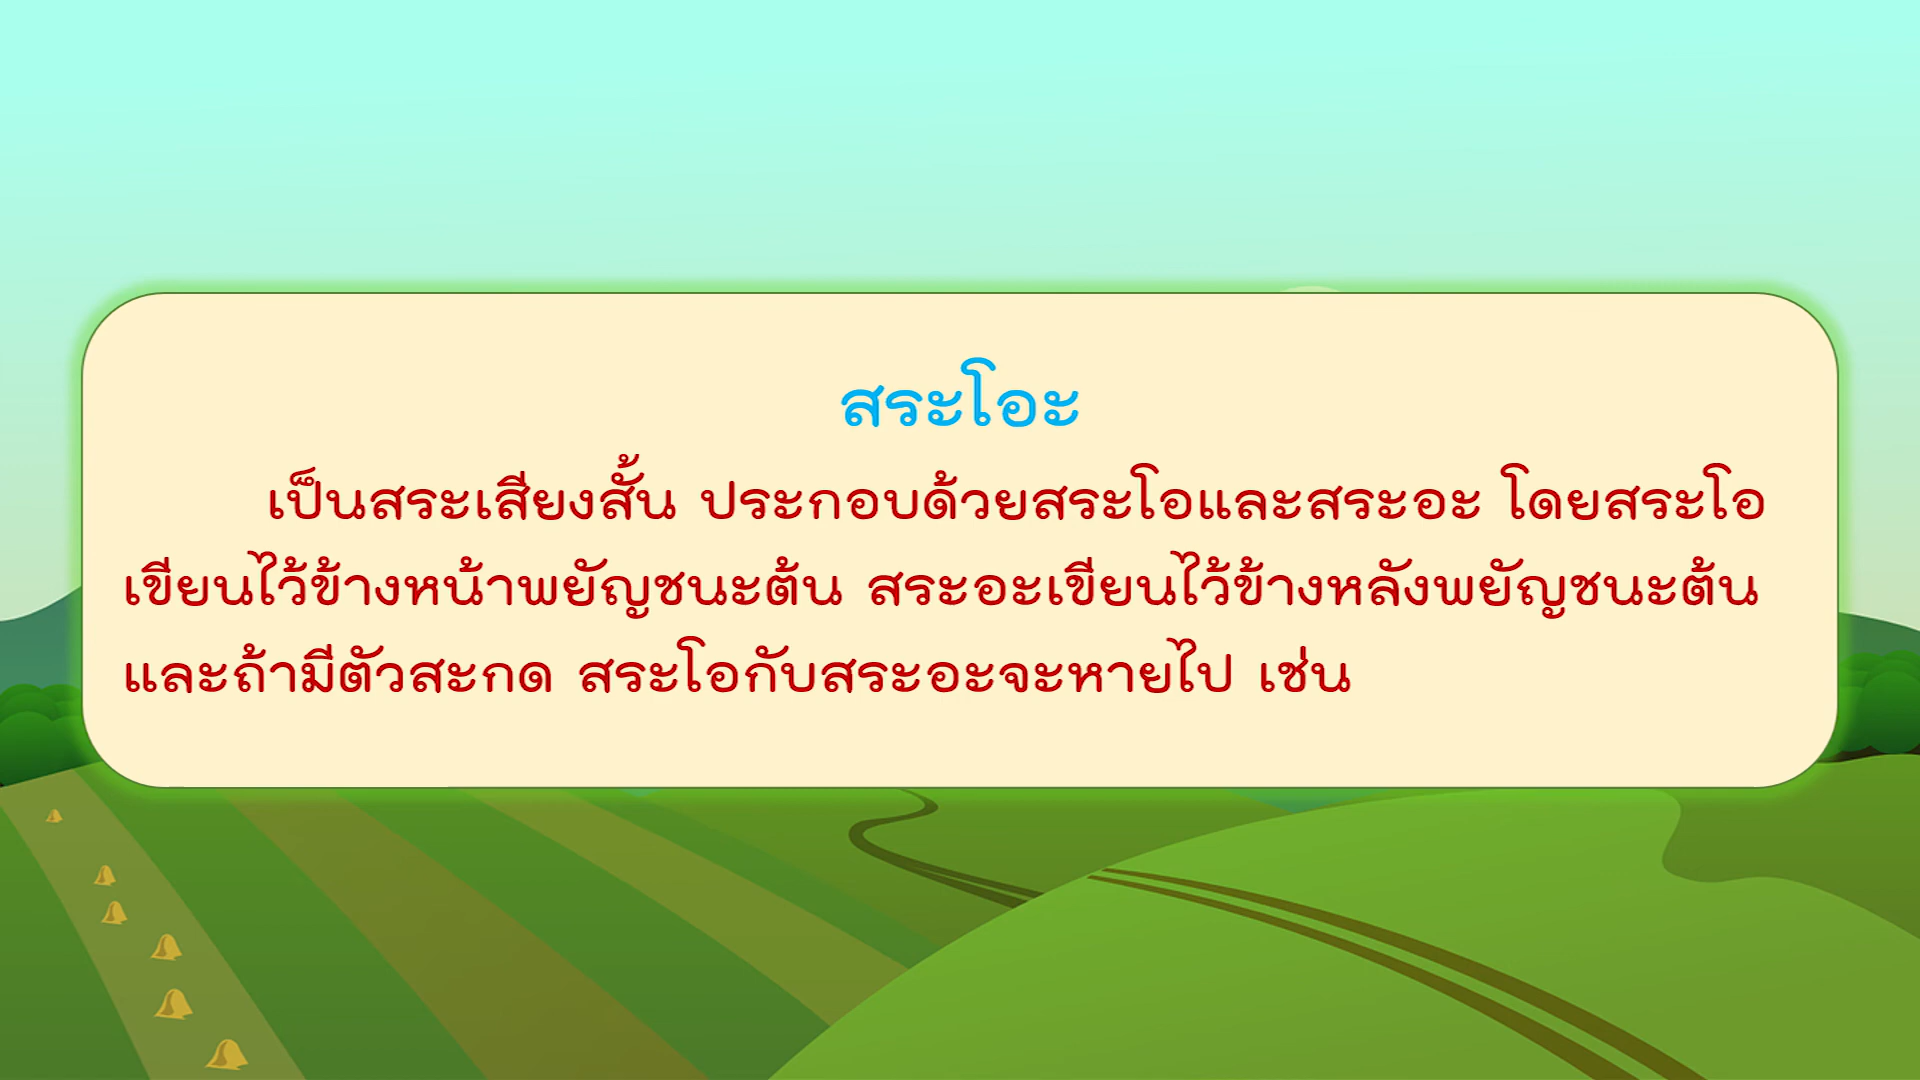 สระโอะ
เป็นสระเสียงสั้น ประกอบด้วยสระโอและสระอะ โดยสระโอ
เขียนไว้ข้างหน้าพยัญชนะต้น สระอะเขียนไว้ข้างหลังพยัญชนะต้น
และถ้ามีตัวสะกด สระโอกับสระอะจะหายไป เช่น